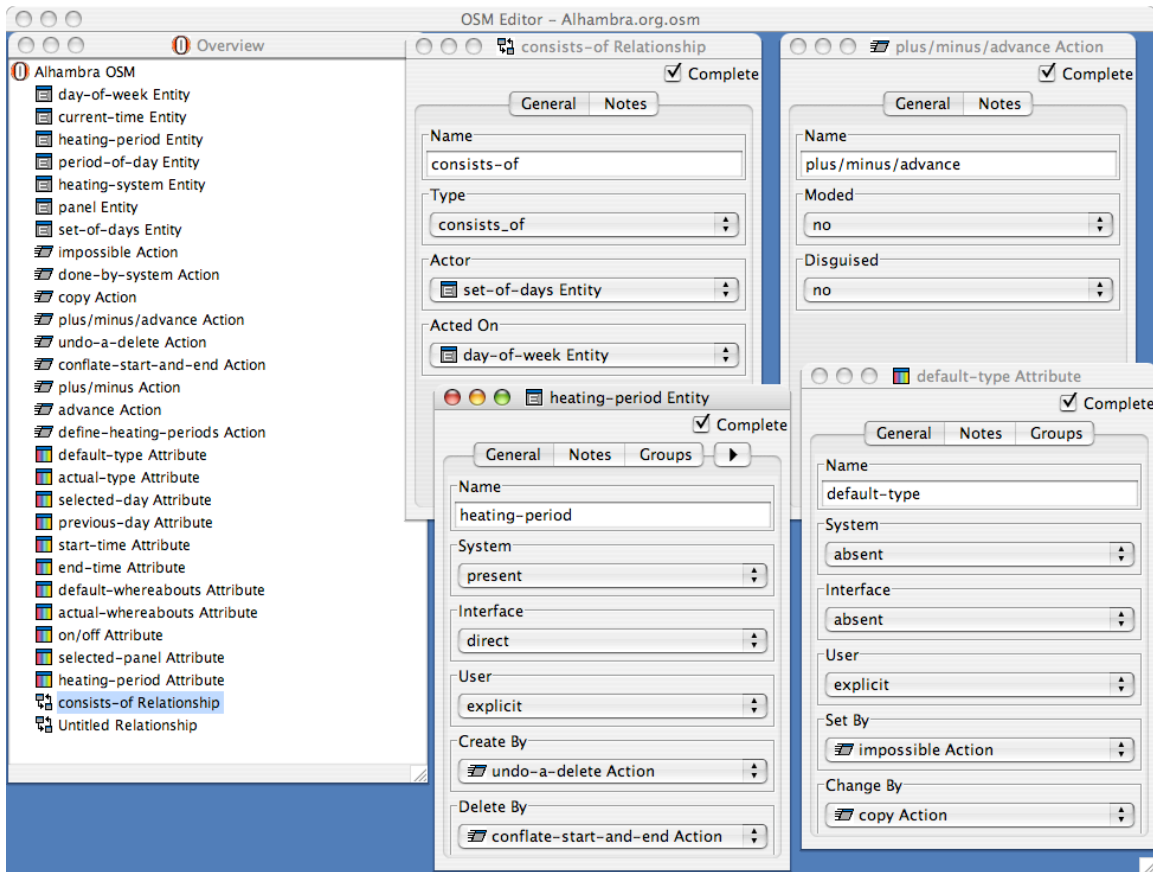 OSM Editor – Alhambra.org.osm
Overview
Alhambra OSM
day-of-week Entity
current-time Entity
heating-period Entity
period-of-day Entity
heating-system Entity
panel Entity
set-of-days Entity
impossible Action
done-by-system Action
copy Action
plus/minus/advance Action
undo-a-delete Action
conflate-start-and-end Action
plus/minus Action
advance Action
define-heating-periods Action
default-type Attribute
actual-type Attribute
selected-day Attribute
previous-day Attribute
start-time Attribute
end-time Attribute
default-whereabouts Attribute
actual-whereabouts Attribute
on/off Attribute
selected-panel Attribute
heating-period Attribute
consists-of Relationship
Untitled Relationship
consists-of Relationship
Complete
General Notes
Name
consists-of
Type
consists_of
Actor
set-of-days Entity
Acted On
day-of-week Entity
plus/minus/advance Action
Complete
General Notes
Name
plus/minus/advance
Moded
no
Disguised
no
heating-period Entity
Complete
General Notes Groups
Name
heating-period
System
present
Interface
direct
User
explicit
Create By
undo-a-delete Action
Delete By
conflate-start-and-end Action
default-type Attribute
Complete
General Notes Groups
Name
default-type
System
absent
Interface
absent
User
explicit
Set By
impossible Action
Change By
copy Action